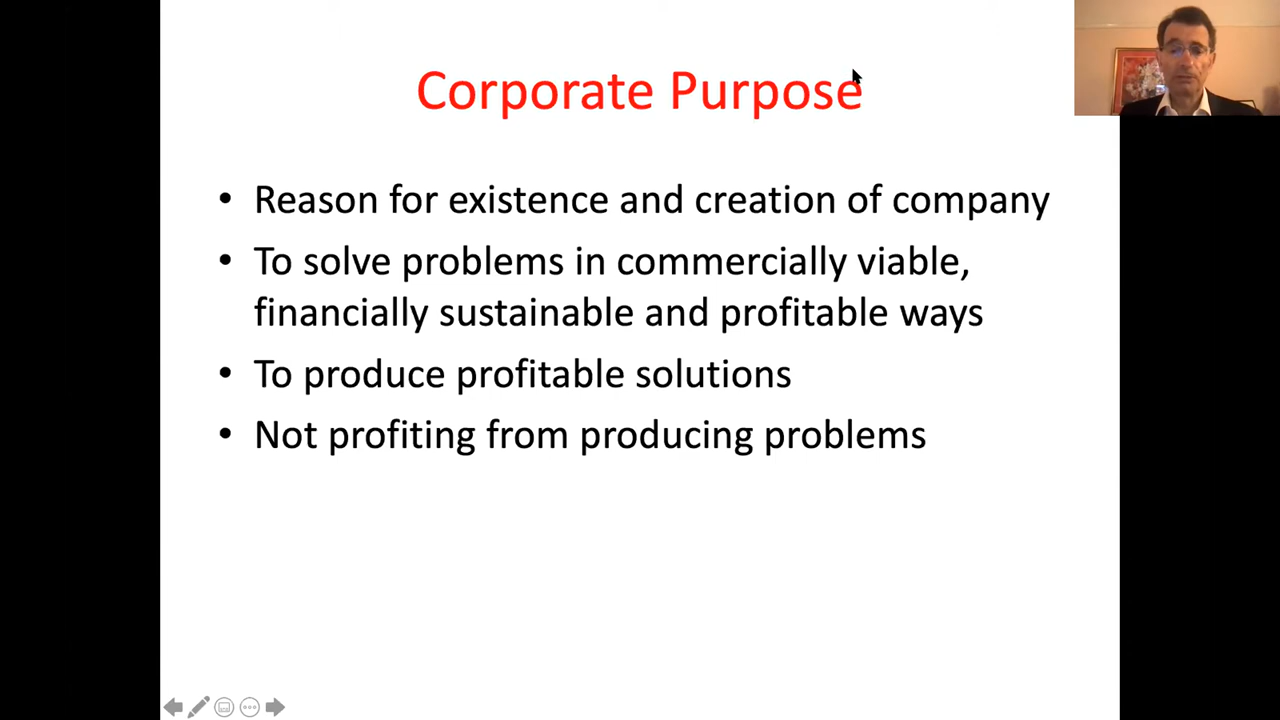 Corporate Purpose
• Reason for existence and creation of company
• To solve problems in commercially viable,
financially sustainable and profitable ways
• To produce profitable solutions
• Not profiting from producing problems